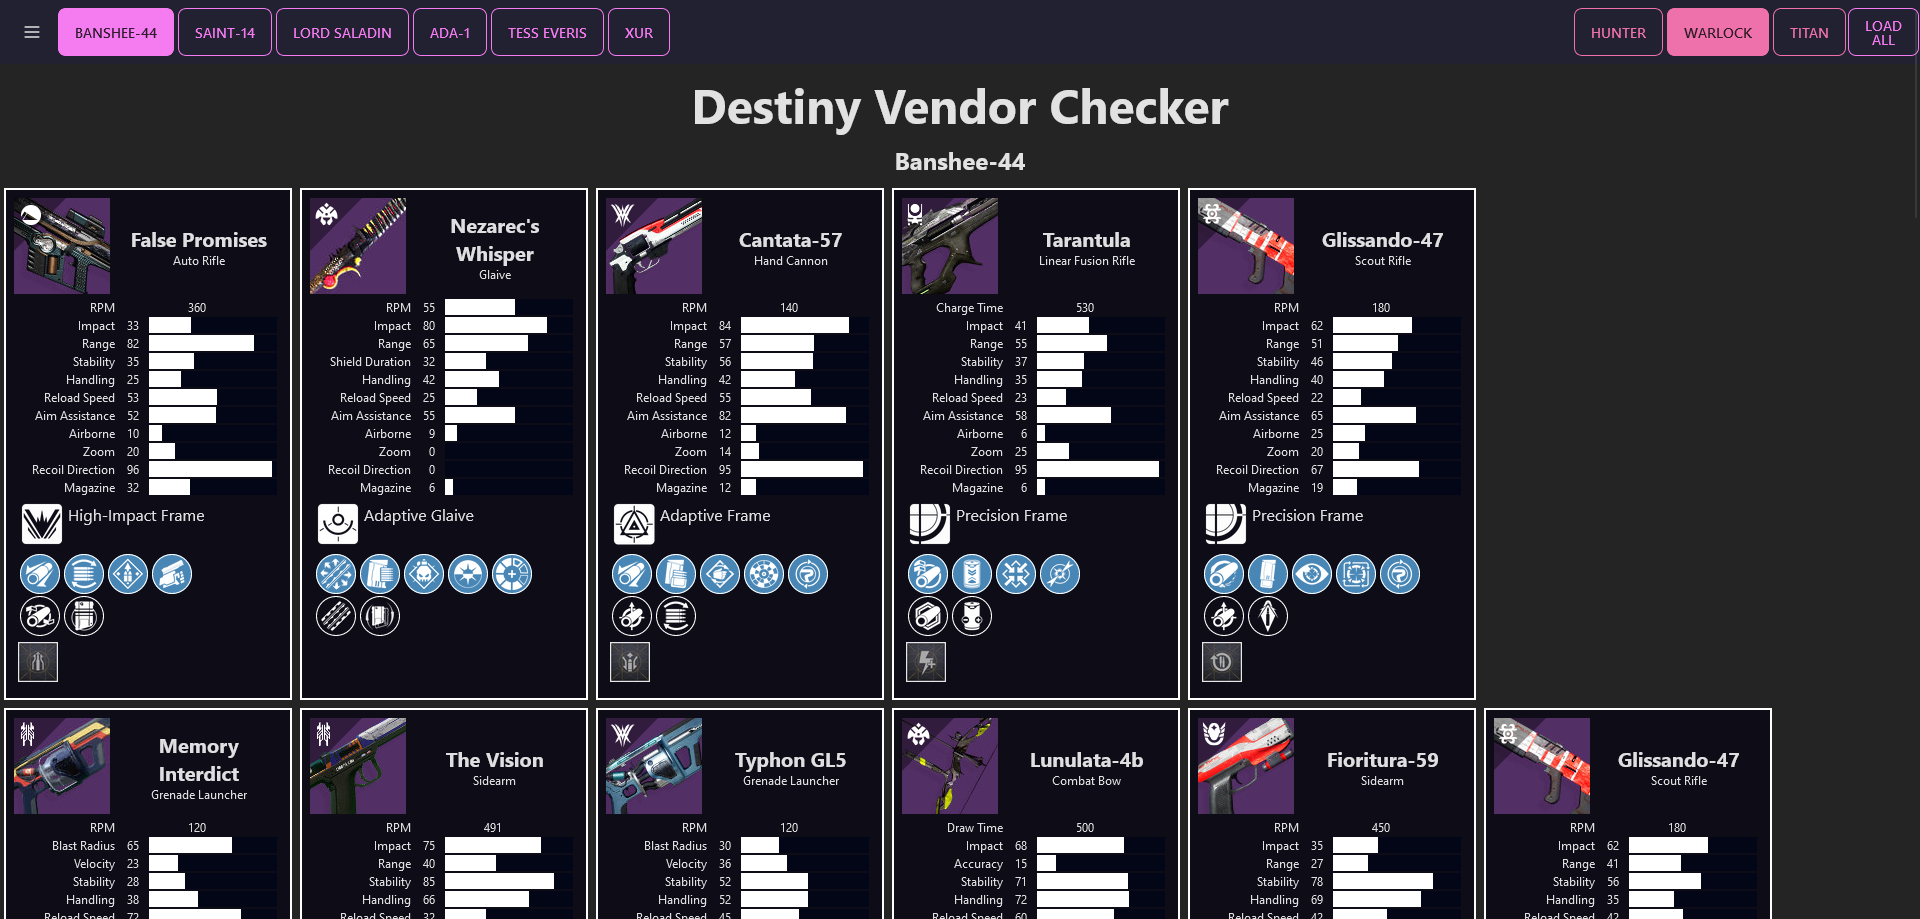 BANSHEE-44
SAINT-14
LORD SALADIN
ADA-1
TESS EVERIS
XUR
HUNTER
WARLOCK
TITAN
LOAD
ALL
Destiny Vendor Checker
Banshee-44
False Promises
Auto Rifle
RPM 360
Impact 33
Range 82
Stability 35
Handling 25
Reload Speed 53
Aim Assistance 52
Airborne 10
Zoom 20
Recoil Direction 96
Magazine 32
High-Impact Frame
Nezarec's
Whisper
Glaive
RPM 55
Impact 80
Range 65
Shield Duration 32
Handling 42
Reload Speed 25
Aim Assistance 55
Airborne 9
Zoom 0
Recoil Direction 0
Magazine 6
Adaptive Glaive
Cantata-57
Hand Cannon
RPM 140
Impact 84
Range 57
Stability 56
Handling 42
Reload Speed 55
Aim Assistance 82
Airborne 12
Zoom 14
Recoil Direction 95
Magazine 12
Adaptive Frame
Tarantula
Linear Fusion Rifle
Charge Time 530
Impact 41
Range 55
Stability 37
Handling 35
Reload Speed 23
Aim Assistance 58
Airborne 6
Zoom 25
Recoil Direction 95
Magazine 6
Precision Frame
Glissando-47
Scout Rifle
RPM 180
Impact 62
Range 51
Stability 46
Handling 40
Reload Speed 22
Aim Assistance 65
Airborne 25
Zoom 20
Recoil Direction 67
Magazine 19
Precision Frame
Memory
Interdict
Grenade Launcher
RPM 120
Blast Radius 65
Velocity 23
Stability 28
Handling 38
Reload Speed 72
The Vision
Sidearm
RPM 491
Impact 75
Range 40
Stability 85
Handling 66
Reload Speed 32
Typhon GL5
Grenade Launcher
RPM 120
Blast Radius 30
Velocity 36
Stability 52
Handling 52
Reload Speed 45
Lunulata-4b
Combat Bow
Draw Time 500
Impact 68
Accuracy 15
Stability 71
Handling 72
Reload Speed 60
Fioritura-59
Sidearm
RPM 450
Impact 35
Range 27
Stability 78
Handling 69
Reload Speed 42
Glissando-47
Scout Rifle
RPM 180
Impact 62
Range 41
Stability 56
Handling 35
Reload Speed 42